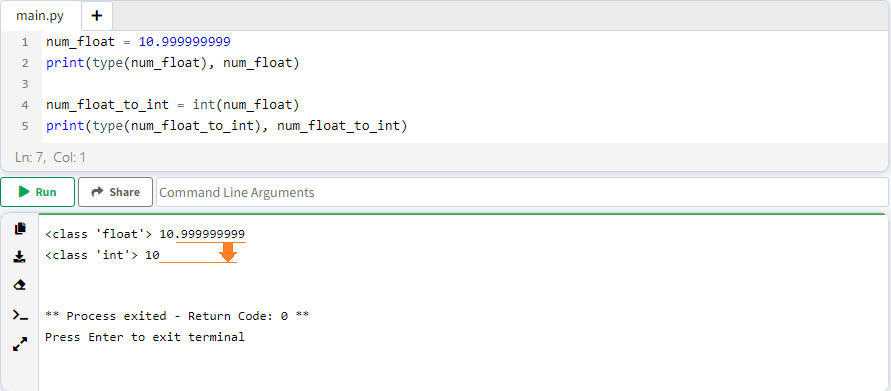 main.py +
1 num_float = 10.999999999
2 print(type(num_float), num_float)
3
4 num_float_to_int = int(num_float)
5 print(type(num_float_to_int), num_float_to_int)
Ln: 7, Col: 1
Run Share Command Line Arguments
<class 'float'> 10.999999999
<class 'int'> 10
** Process exited - Return Code: 0 **
Press Enter to exit terminal